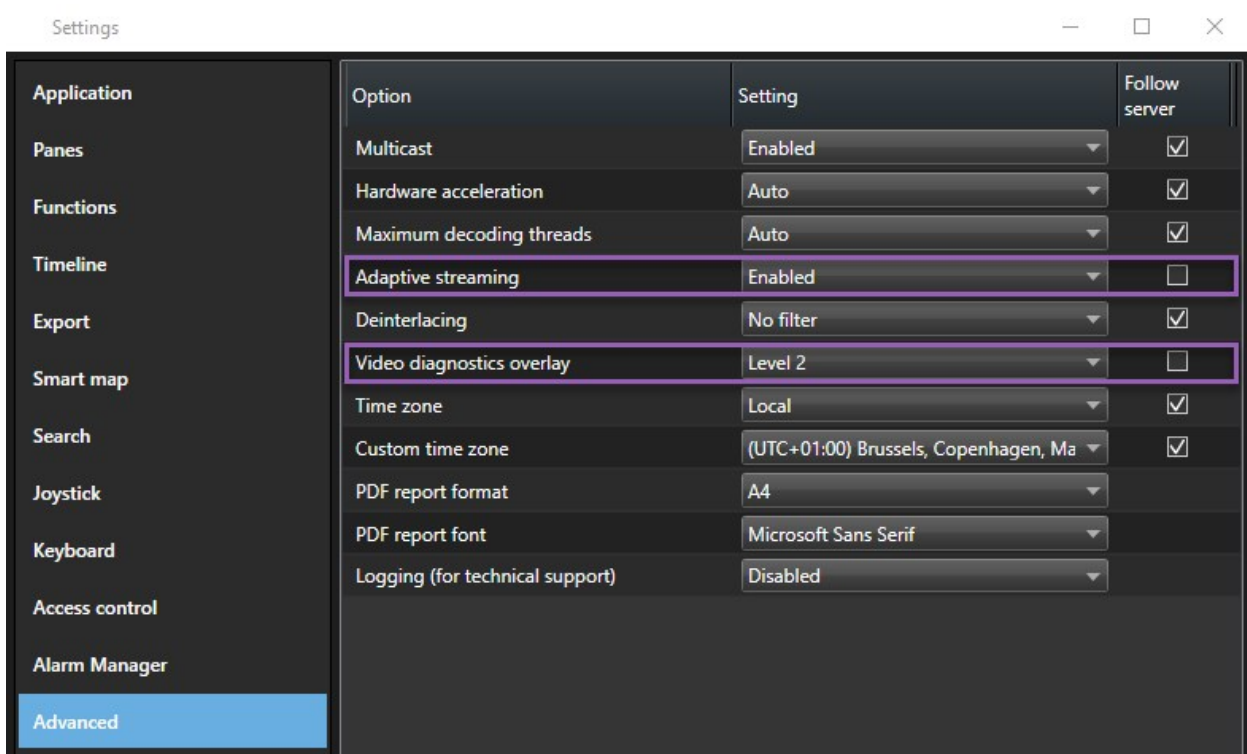 Settings
Application
Panes
Functions
Timeline
Export
Smart map
Search
Joystick
Keyboard
Access control
Alarm Manager
Advanced
Option Setting Follow
server
Multicast Enabled
Hardware acceleration Auto
Maximum decoding threads Auto
Adaptive streaming Enabled
Deinterlacing No filter
Video diagnostics overlay Level 2
Time zone Local
Custom time zone (UTC+01:00) Brussels, Copenhagen, Ma
PDF report format A4
PDF report font Microsoft Sans Serif
Logging (for technical support) Disabled